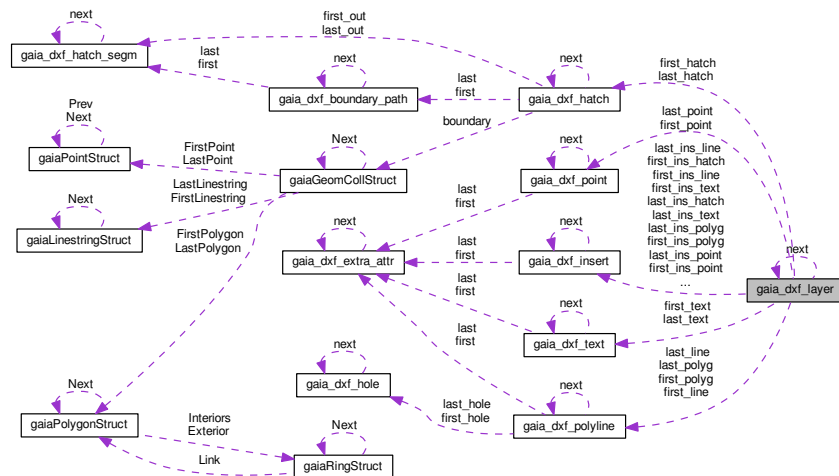 next
gaia_dxf_hatch_segm
first_out
last_out
last
first
next
gaia_dxf_boundary_path
last
first
next
gaia_dxf_hatch
first_hatch
last_hatch
boundary
Prev
Next
gaiaPointStruct
FirstPoint
LastPoint
Next
gaiaGeomCollStruct
LastLinestring
FirstLinestring
Next
gaiaLinestringStruct
FirstPolygon
LastPolygon
last_point
first_point
next
gaia_dxf_point
last
first
last_ins_line
first_ins_hatch
first_ins_line
first_ins_text
last_ins_hatch
last_ins_text
last_ins_polyg
first_ins_polyg
last_ins_point
first_ins_point
...
next
gaia_dxf_extra_attr
last
first
next
gaia_dxf_insert
next
gaia_dxf_layer
last
first
next
gaia_dxf_text
first_text
last_text
last
first
last_line
last_polyg
first_polyg
first_line
next
gaia_dxf_hole
last_hole
first_hole
next
gaia_dxf_polyline
Next
gaiaPolygonStruct
Interiors
Exterior
Link
Next
gaiaRingStruct